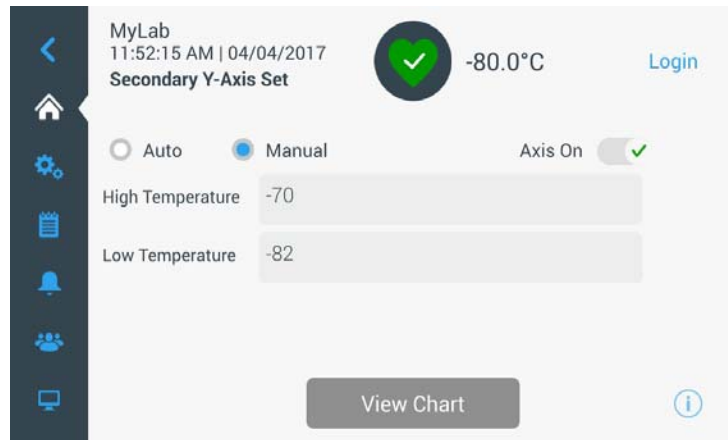 MyLab
11:52:15 AM | 04/04/2017
Secondary Y-Axis Set
-80.0°C
Login
Auto
Manual
Axis On
High Temperature
-70
Low Temperature
-82
View Chart